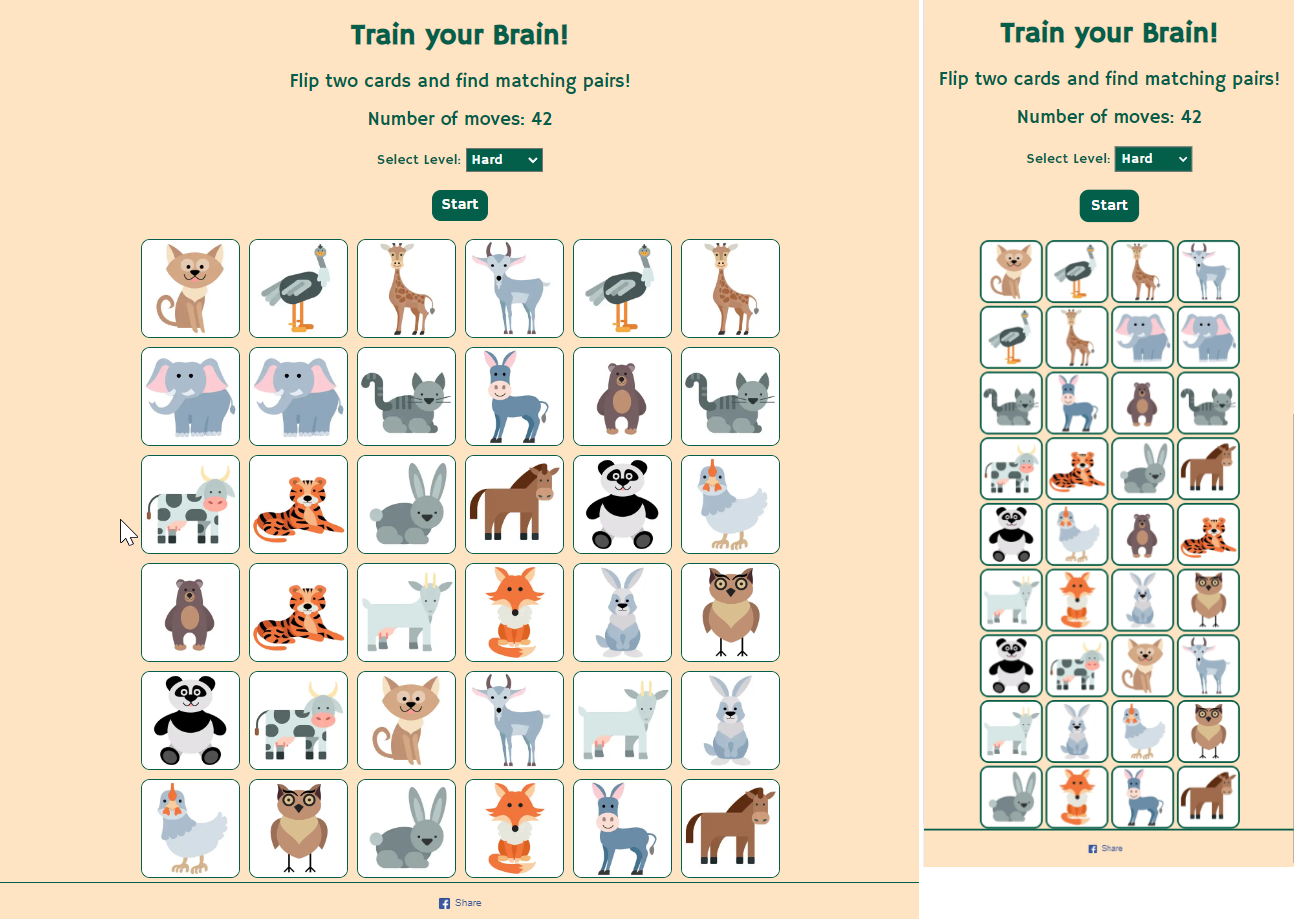 Train your Brain!
Flip two cards and find matching pairs!
Number of moves: 42
Select Level: Hard
Start
Share
Train your Brain!
Flip two cards and find matching pairs!
Number of moves: 42
Select Level: Hard
Start
Share